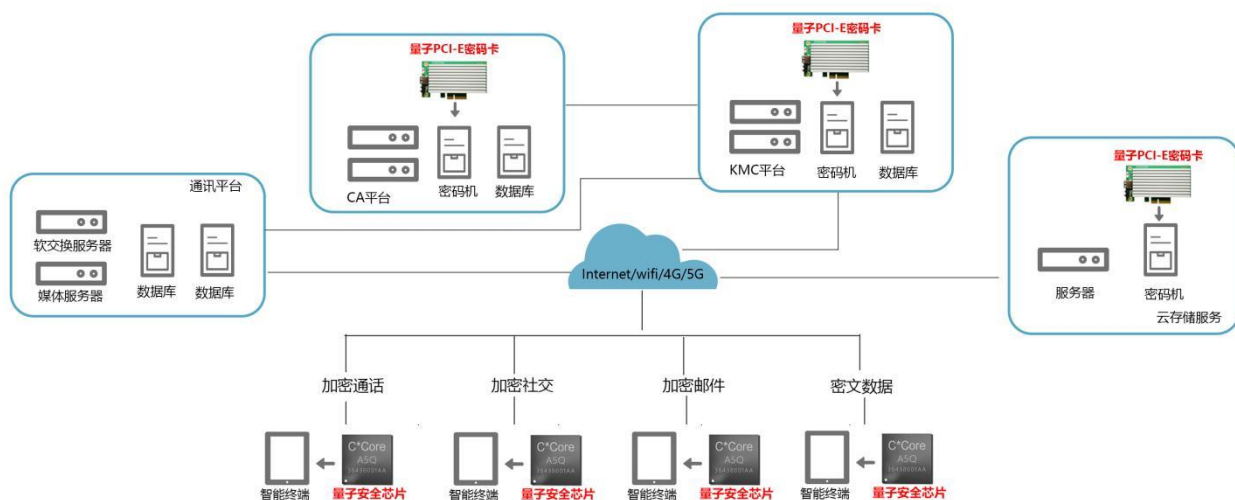 量子PCI-E密码卡
CA平台
密码机
数据库
量子PCI-E密码卡
KMC平台
密码机
数据库
通讯平台
软交换服务器
媒体服务器
数据库
数据库
量子PCI-E密码卡
服务器
密码机
云存储服务
Internet/wifi/4G/5G
加密通话
加密社交
加密邮件
密文数据
C*Core
A5Q
智能终端
量子安全芯片
C*Core
A5Q
智能终端
量子安全芯片
C*Core
A5Q
智能终端
量子安全芯片
C*Core
A5Q
智能终端
量子安全芯片